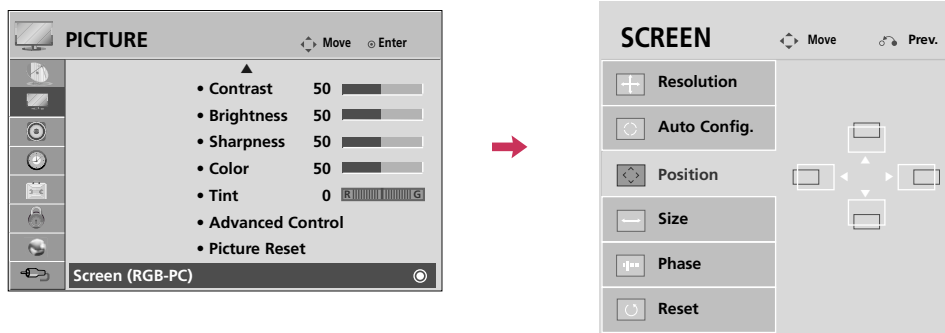 PICTURE
Move
Enter
• Contrast 50
• Brightness 50
• Sharpness 50
• Color 50
• Tint 0 R G
• Advanced Control
• Picture Reset
Screen (RGB-PC)
SCREEN
Move
Prev.
Resolution
Auto Config.
Position
Size
Phase
Reset